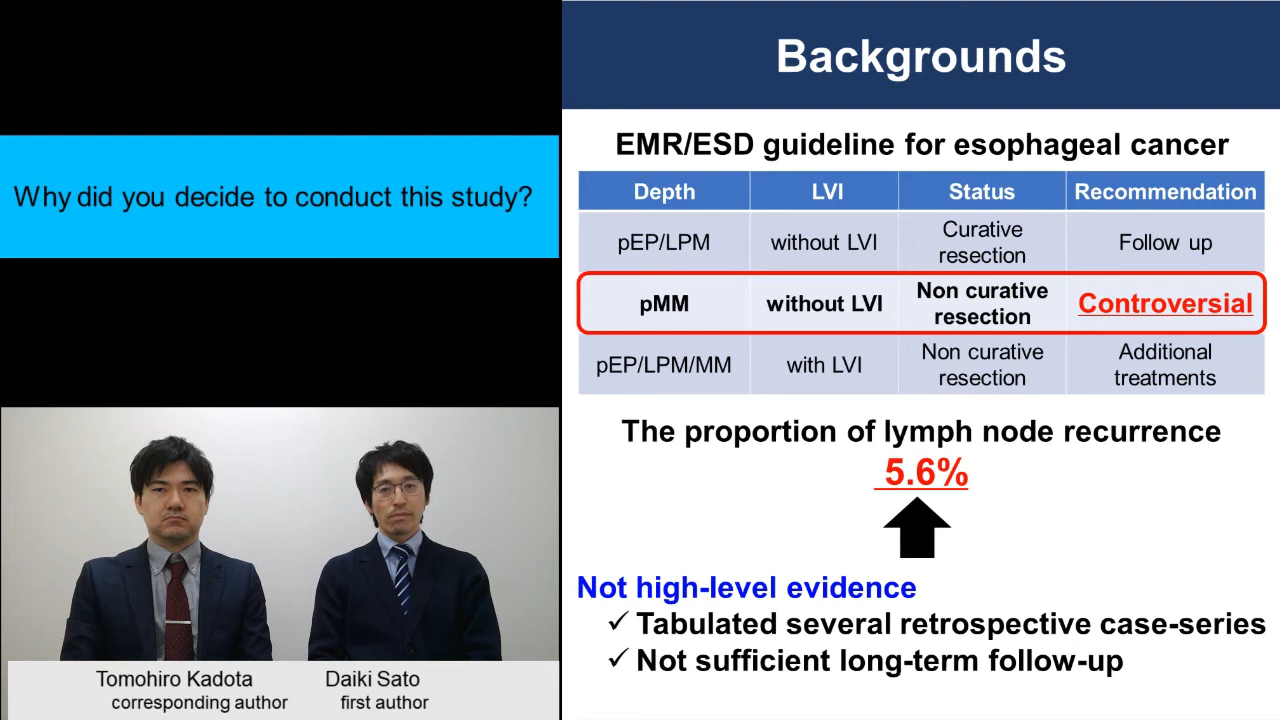 Why did you decide to conduct this study?
Tomohiro Kadota
corresponding author
Daiki Sato
first author
Backgrounds
EMR/ESD guideline for esophageal cancer
Depth LVI Status Recommendation
pEP/LPM without LVI Curative resection Follow up
pMM without LVI Non curative resection Controversial
pEP/LPM/MM with LVI Non curative resection Additional treatments
The proportion of lymph node recurrence
5.6%
Not high-level evidence
✓ Tabulated several retrospective case-series
✓ Not sufficient long-term follow-up